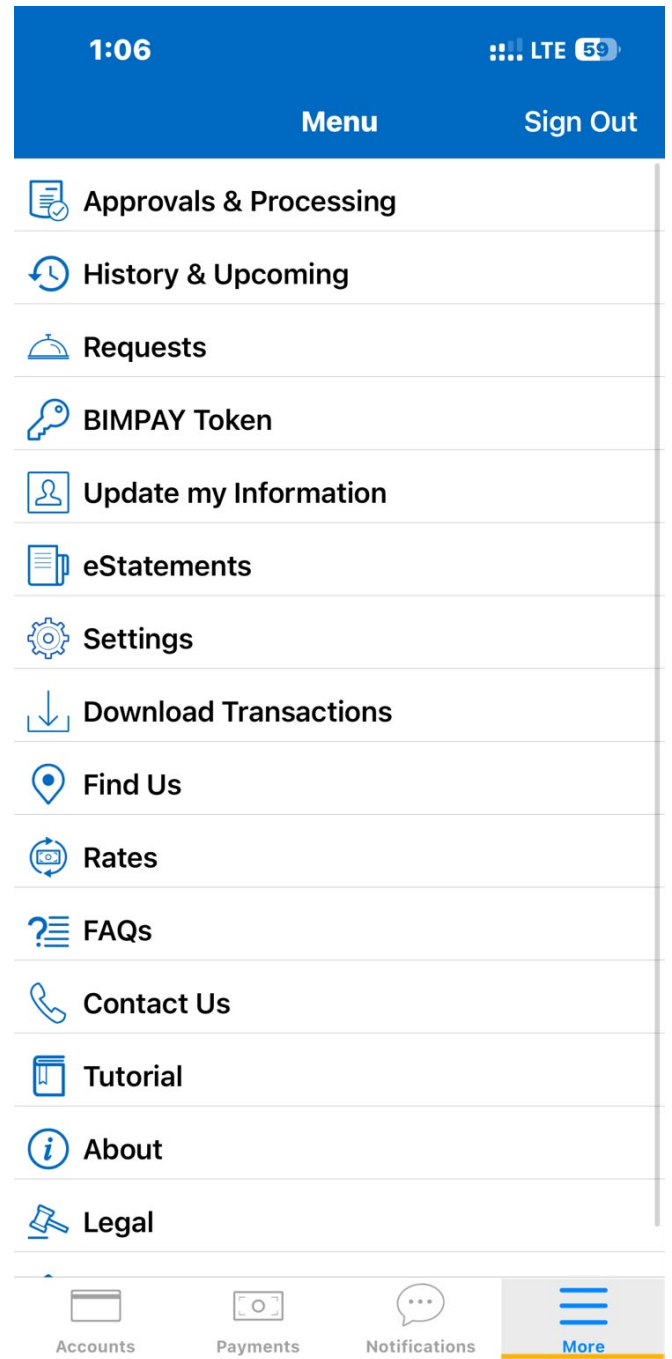 1:06 LTE 59
Menu Sign Out
Approvals & Processing
History & Upcoming
Requests
BIMPAY Token
Update my Information
eStatements
Settings
Download Transactions
Find Us
Rates
FAQs
Contact Us
Tutorial
About
Legal
Accounts Payments Notifications More